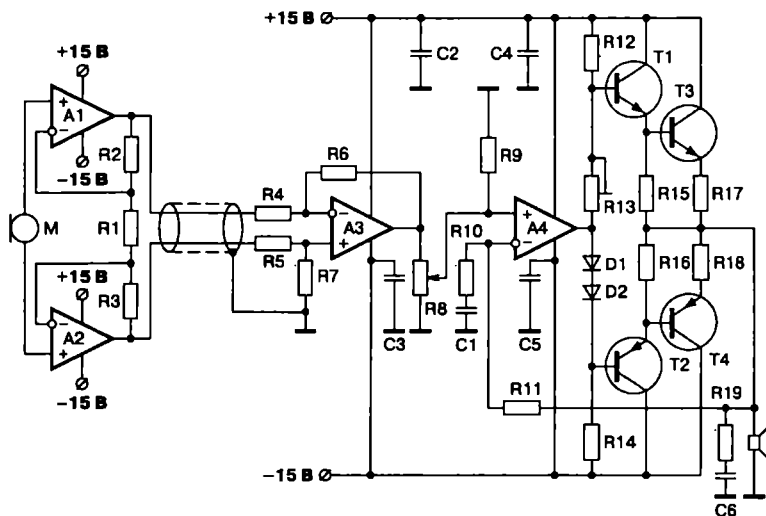 +15 В
C2
C4
R12
T1
T3
+15 В
A1
R2
-15 В
R6
R9
R4
R13
R15
R17
M
R1
A3
R10
A4
+15 В
R5
R7
R8
D1
R16
R18
R3
D2
A2
C3
C1
C5
T2
T4
-15 В
R11
R19
R14
-15 В
C6